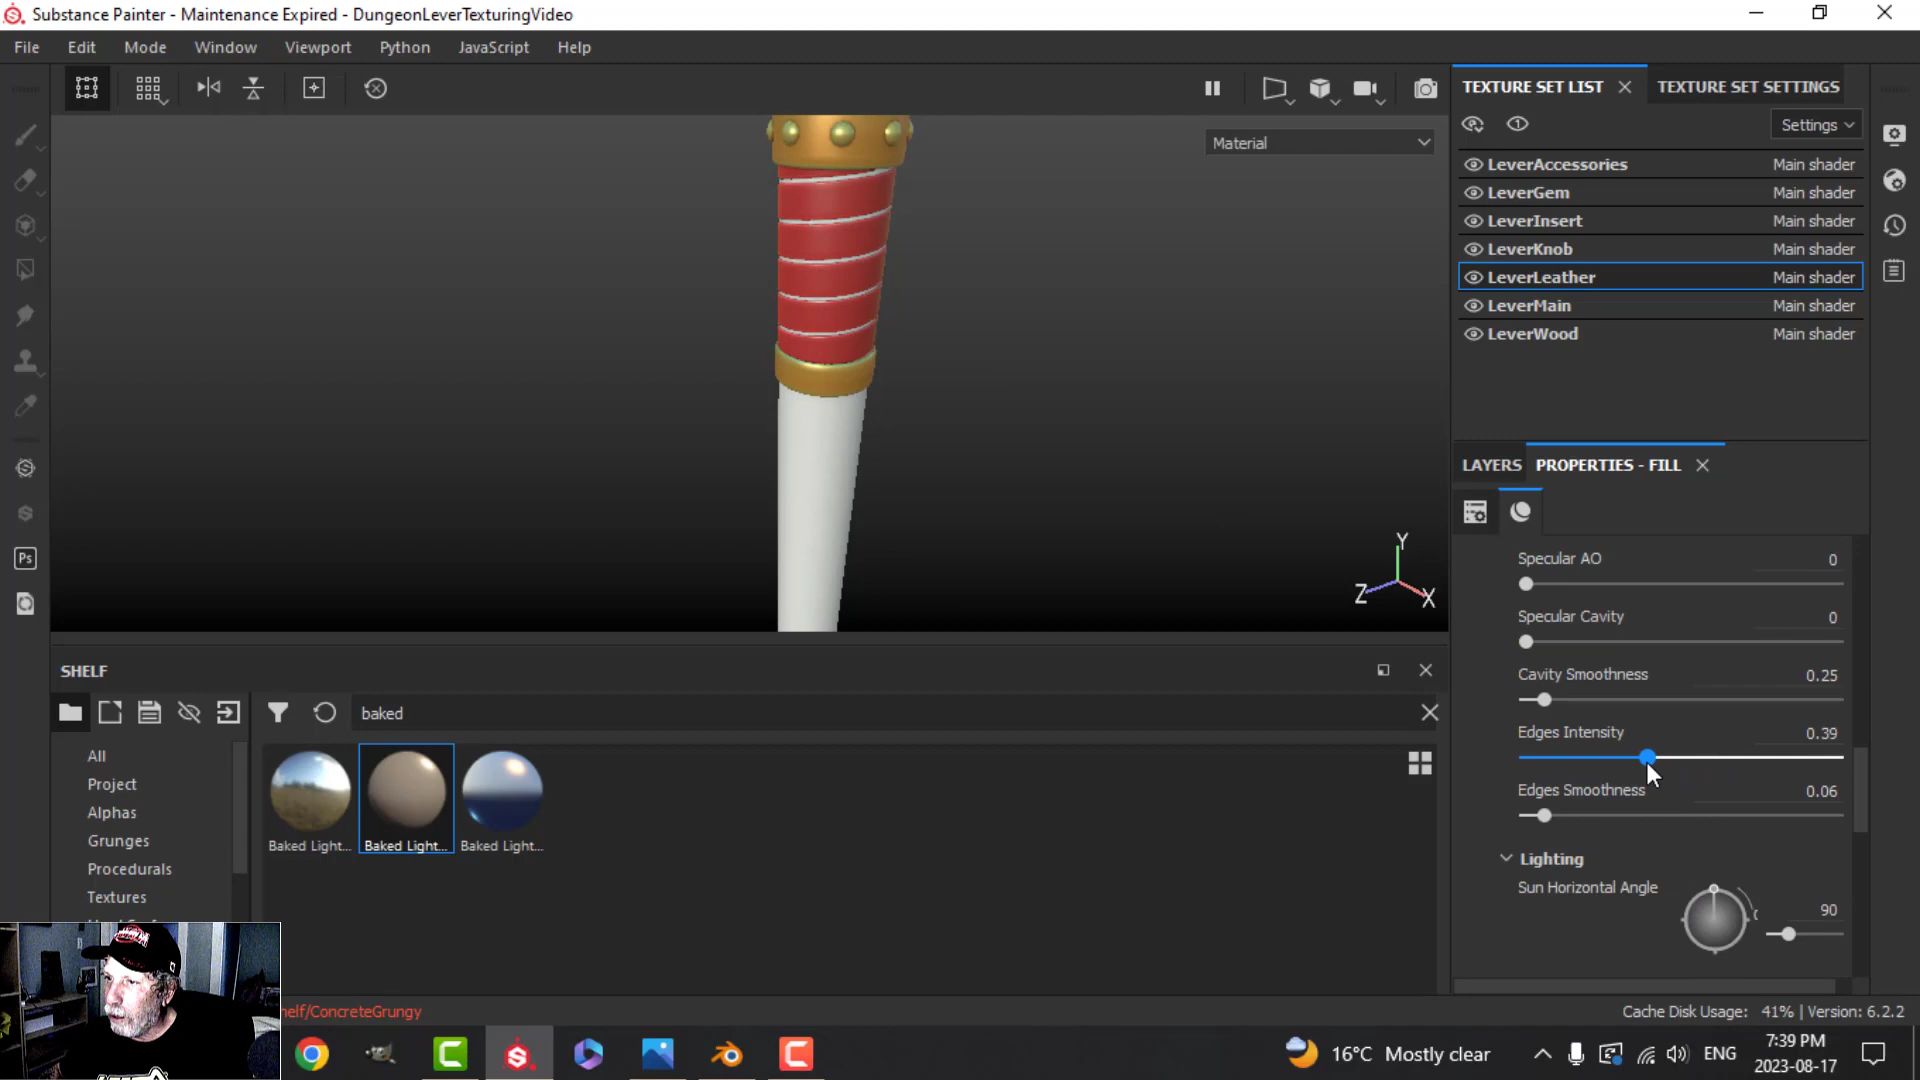 Substance Painter - Maintenance Expired - DungeonLeverTexturingVideo
File Edit Mode Window Viewport Python JavaScript Help
Material
Y
Z X
TEXTURE SET LIST TEXTURE SET SETTINGS
Settings
LeverAccessories Main shader
LeverGem Main shader
LeverInsert Main shader
LeverKnob Main shader
LeverLeather Main shader
LeverMain Main shader
LeverWood Main shader
LAYERS PROPERTIES - FILL
Specular AO 0
Specular Cavity 0
Cavity Smoothness 0.25
Edges Intensity 0.39
Edges Smoothness 0.06
Lighting
Sun Horizontal Angle
90
Ps
SHELF
baked
All
Project
Alphas
Grunges
Procedurals
Textures
Baked Light... Baked Light... Baked Light...
helf/ConcreteGrungy
Cache Disk Usage: 41% | Version: 6.2.2
16°C Mostly clear
ENG
7:39 PM
2023-08-17